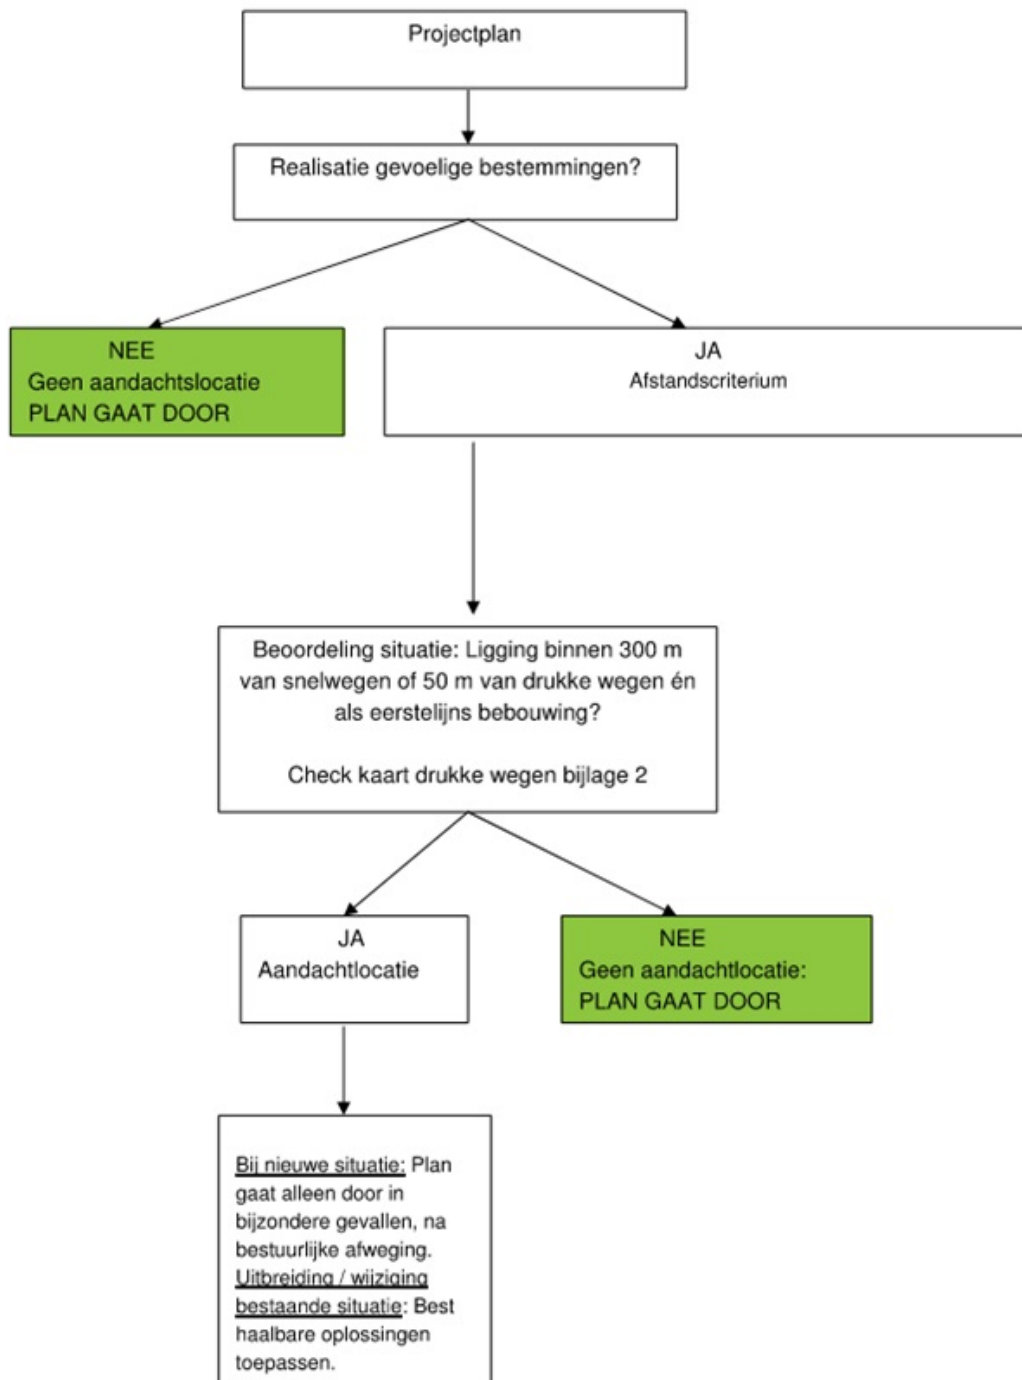 Projectplan
Realisatie gevoelige bestemmingen?
NEE
Geen aandachtslocatie
PLAN GAAT DOOR
JA
Afstandscriterium
Beoordeling situatie: Ligging binnen 300 m
van snelwegen of 50 m van drukke wegen én
als eerstelijns bebouwing?
Check kaart drukke wegen bijlage 2
JA
Aandachtlocatie
NEE
Geen aandachtlocatie:
PLAN GAAT DOOR
Bij nieuwe situatie: Plan
gaat alleen door in
bijzondere gevallen, na
bestuurlijke afweging.
Uitbreiding / wijziging
bestaande situatie: Best
haalbare oplossingen
toepassen.